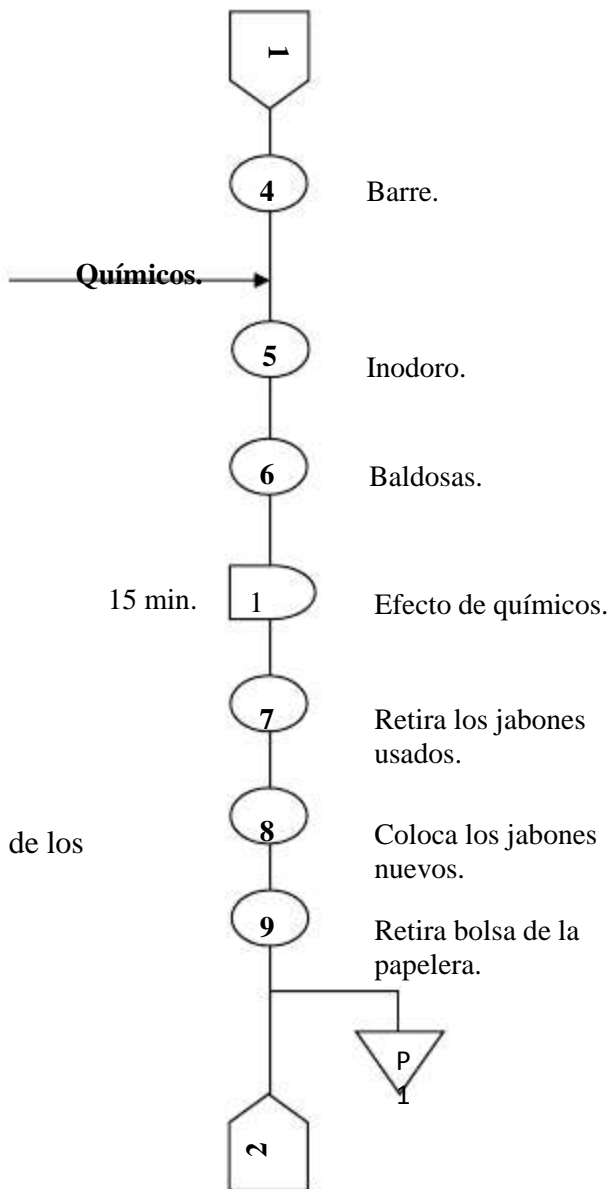 1
4 Barre.
Químicos.
5 Inodoro.
6 Baldosas.
15 min. 1 Efecto de químicos.
7 Retira los jabones
usados.
8 Coloca los jabones
de los
nuevos.
9 Retira bolsa de la
papelera.
P
1
2